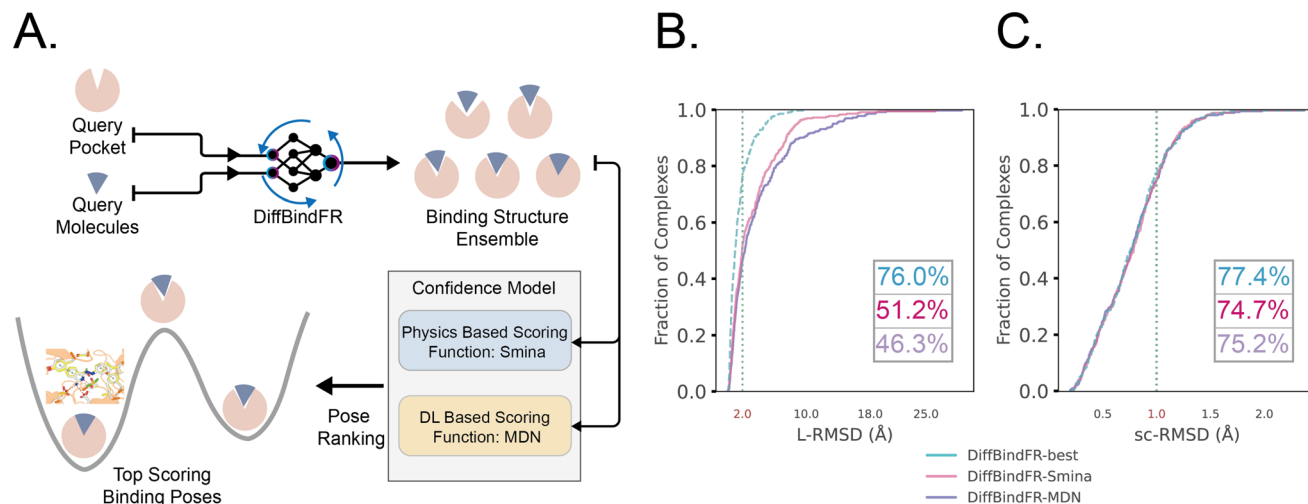 A.
Query
Pocket
Query
Molecules
DiffBindFR
Binding Structure
Ensemble
Confidence Model
Physics Based Scoring
Function: Smina
DL Based Scoring
Function: MDN
Pose
Ranking
Top Scoring
Binding Poses
B.
Fraction of Complexes
1.0
0.8
0.6
0.4
0.2
0.0
76.0%
51.2%
46.3%
2.0 10.0 18.0 25.0
L-RMSD (Å)
C.
Fraction of Complexes
1.0
0.8
0.6
0.4
0.2
0.0
77.4%
74.7%
75.2%
0.5 1.0 1.5 2.0
sc-RMSD (Å)
DiffBindFR-best
DiffBindFR-Smina
DiffBindFR-MDN